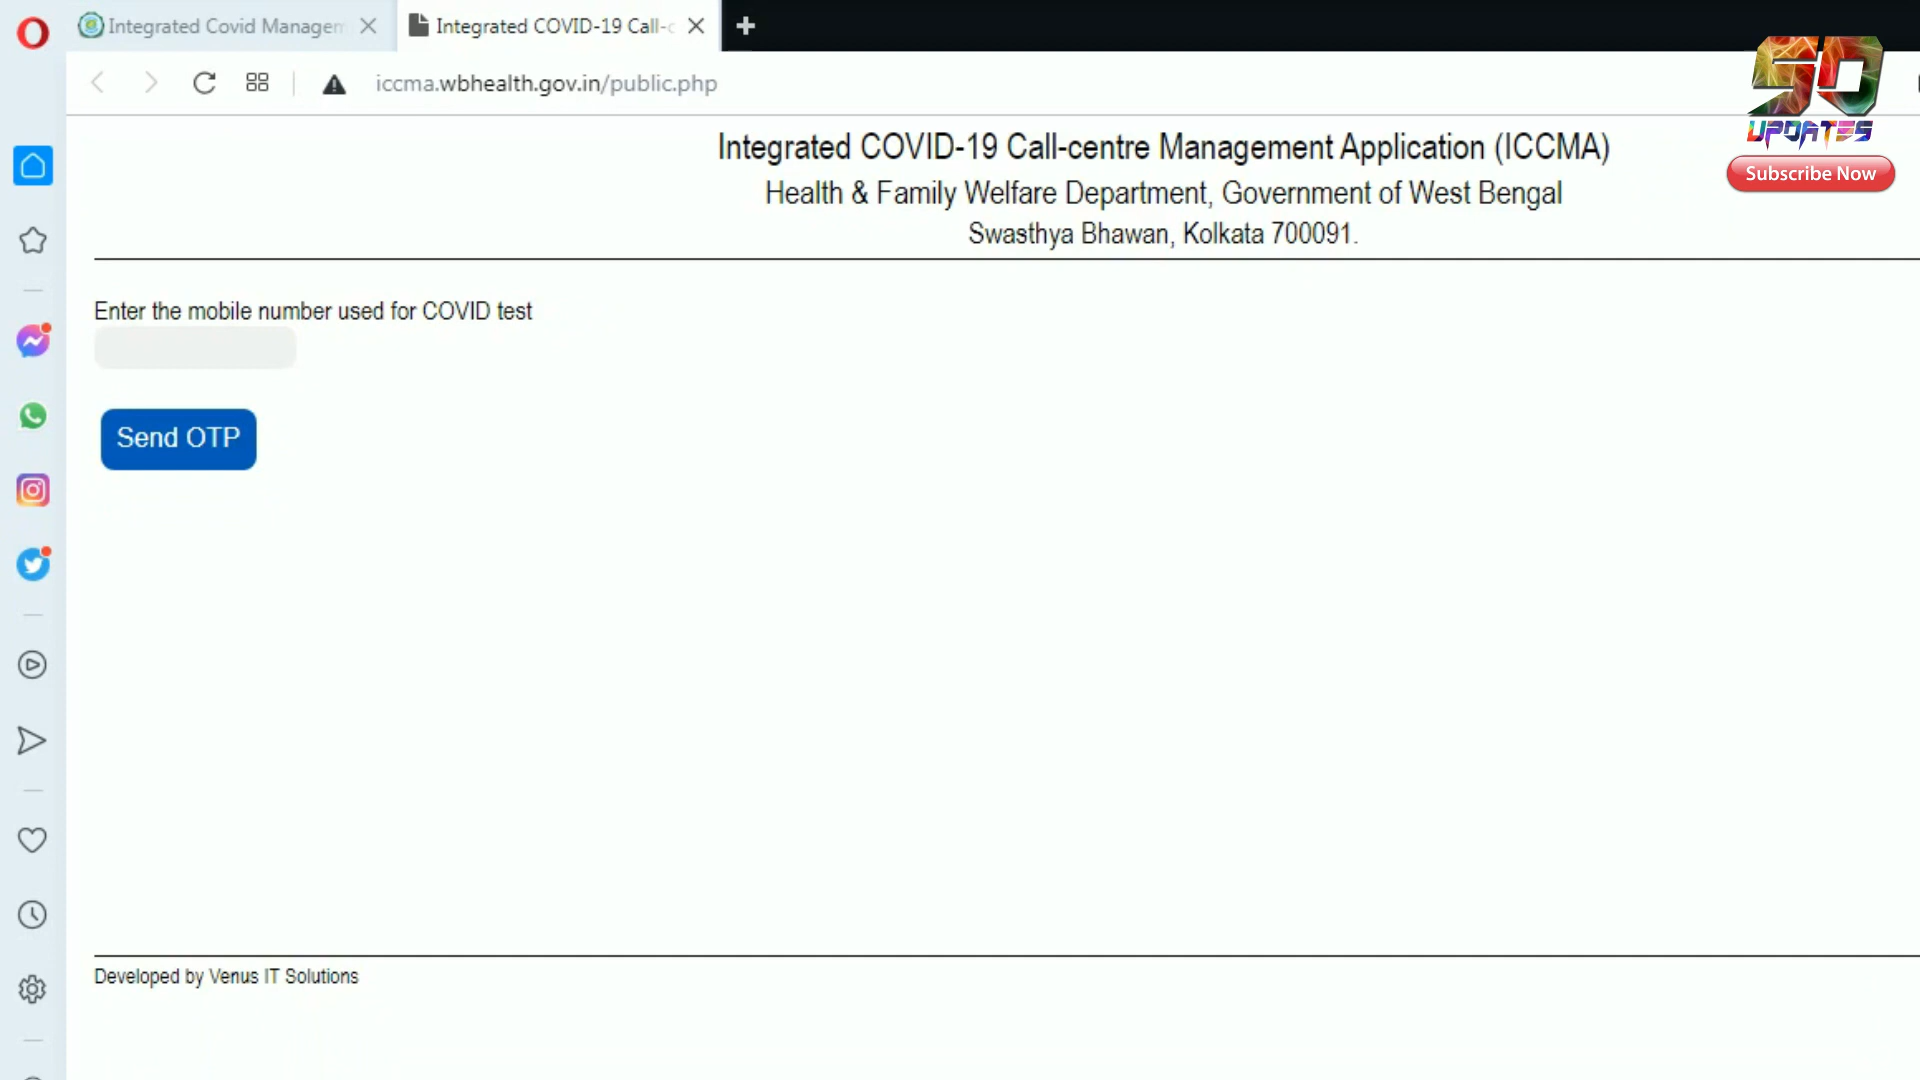 Integrated Covid Managem
Integrated COVID-19 Call-c
iccma.wbhealth.gov.in/public.php
SD
UPDATES
Subscribe Now
Integrated COVID-19 Call-centre Management Application (ICCMA)
Health & Family Welfare Department, Government of West Bengal
Swasthya Bhawan, Kolkata 700091.
Enter the mobile number used for COVID test
Send OTP
Developed by Venus IT Solutions